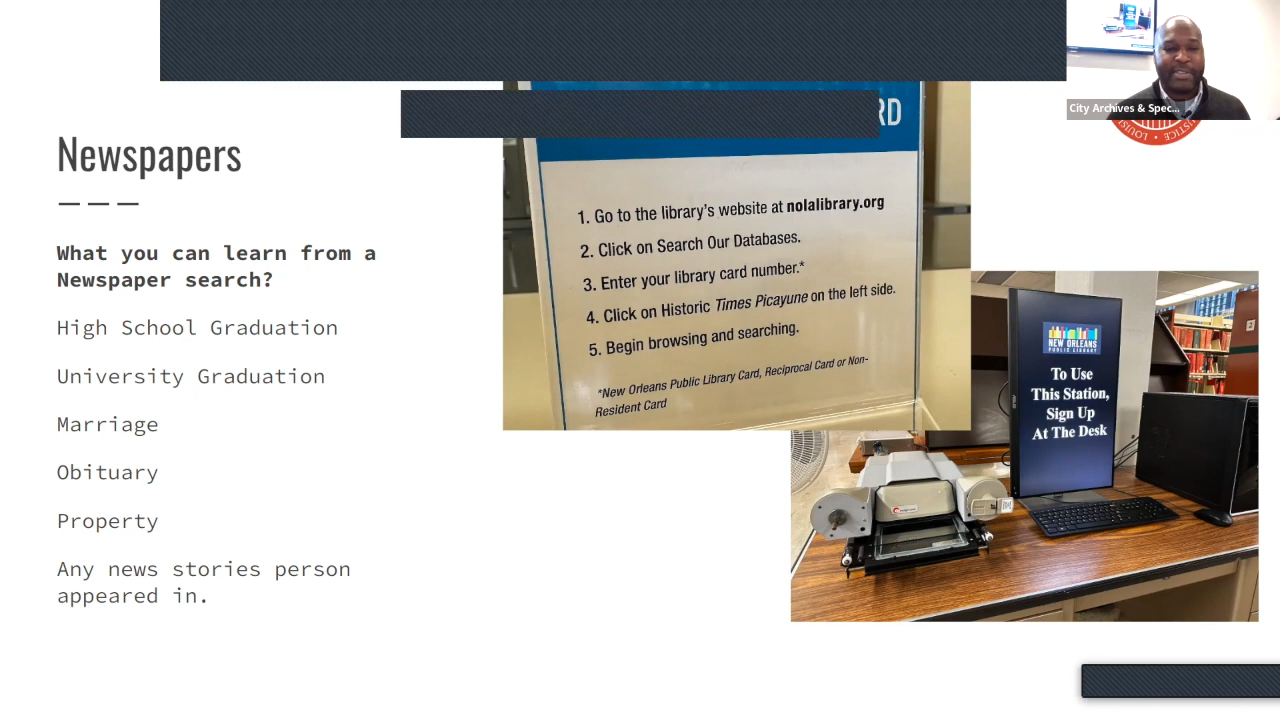 Newspapers
What you can learn from a
Newspaper search?
High School Graduation
University Graduation
Marriage
Obituary
Property
Any news stories person
appeared in.
RD
1. Go to the library's website at nolalibrary.org
2. Click on Search Our Databases.
3. Enter your library card number.*
4. Click on Historic Times Picayune on the left side.
5. Begin browsing and searching.
*New Orleans Public Library Card, Reciprocal Card or Non-
Resident Card
City Archives & Spec...
LOUISI
USTICE
NEW ORLEANS
PUBLIC LIBRARY
To Use
This Station,
Sign Up
At The Desk